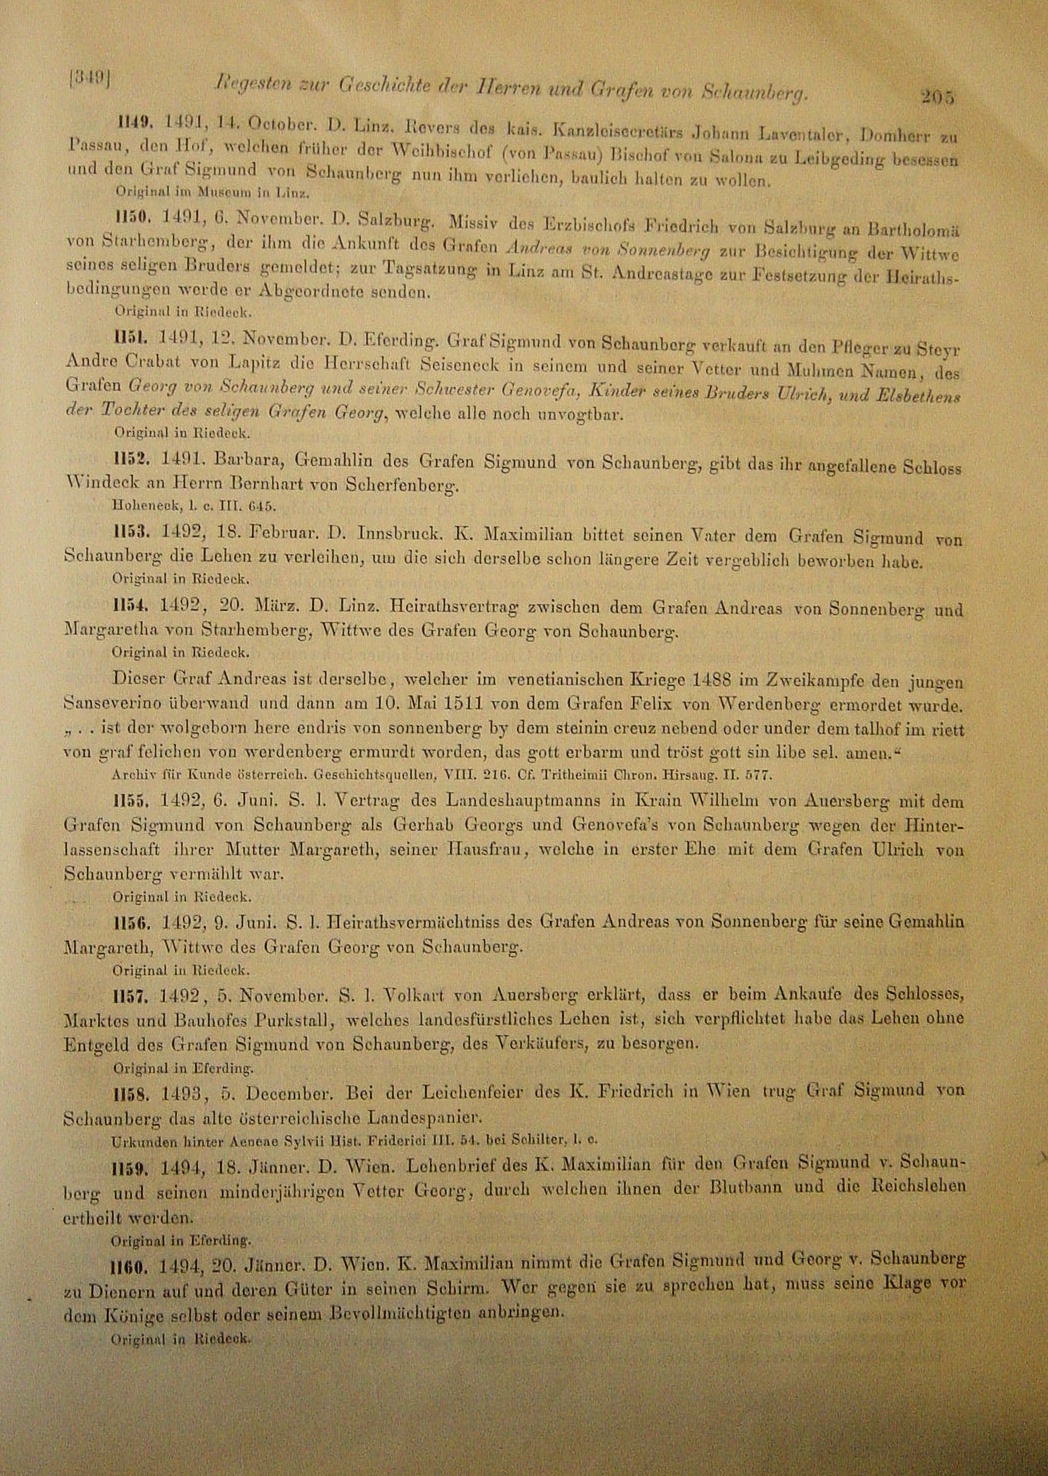 [349] Regesten zur Geschichte der Herren und Grafen von Schaunberg. 205
1149. 1491, 14. October. D. Linz. Revers des kais. Kanzleisecretärs Johann Laventaler, Domherr zu
Passau, den Hof, welchen früher der Weihbischof (von Passau) Bischof von Salona zu Leibgeding besessen
und den Graf Sigmund von Schaunberg nun ihm verliehen, baulich halten zu wollen.
Original im Museum in Linz.
1150. 1491, 6. November. D. Salzburg. Missiv des Erzbischofs Friedrich von Salzburg an Bartholomä
von Starhemberg, der ihm die Ankunft des Grafen Andreas von Sonnenberg zur Besichtigung der Wittwe
seines seligen Bruders gemeldet; zur Tagsatzung in Linz am St. Andreastage zur Festsetzung der Heiraths-
bedingungen werde er Abgeordnete senden.
Original in Riedeck.
1151. 1491, 12. November. D. Eferding. Graf Sigmund von Schaunberg verkauft an den Pfleger zu Steyr
Andre Crabat von Lapitz die Herrschaft Seiseneck in seinem und seiner Vetter und Muhmen Namen, des
Grafen Georg von Schaunberg und seiner Schwester Genovefa, Kinder seines Bruders Ulrich, und Elsbethens
der Tochter des seligen Grafen Georg, welche alle noch unvogtbar.
Original in Riedeck.
1152. 1491. Barbara, Gemahlin des Grafen Sigmund von Schaunberg, gibt das ihr angefallene Schloss
Windeck an Herrn Bernhart von Scherfenberg.
Hoheneck, l. c. III. 645.
1153. 1492, 18. Februar. D. Innsbruck. K. Maximilian bittet seinen Vater dem Grafen Sigmund von
Schaunberg die Lehen zu verleihen, um die sich derselbe schon längere Zeit vergeblich beworben habe.
Original in Riedeck.
1154. 1492, 20. März. D. Linz. Heirathsvertrag zwischen dem Grafen Andreas von Sonnenberg und
Margaretha von Starhemberg, Wittwe des Grafen Georg von Schaunberg.
Original in Riedeck.
Dieser Graf Andreas ist derselbe, welcher im venetianischen Kriege 1488 im Zweikampfe den jungen
Sanseverino überwand und dann am 10. Mai 1511 von dem Grafen Felix von Werdenberg ermordet wurde.
„ . . ist der wolgeborn here endris von sonnenberg by dem steinin creuz nebend oder under dem talhof im riett
von graf felichen von werdenberg ermurdt worden, das gott erbarm und tröst gott sin libe sel. amen.“
Archiv für Kunde österreich. Geschichtsquellen, VIII. 216. Cf. Tritheimii Chron. Hirsaug. II. 577.
1155. 1492, 6. Juni. S. l. Vertrag des Landeshauptmanns in Krain Wilhelm von Auersberg mit dem
Grafen Sigmund von Schaunberg als Gerhab Georgs und Genovefa's von Schaunberg wegen der Hinter-
lassenschaft ihrer Mutter Margareth, seiner Hausfrau, welche in erster Ehe mit dem Grafen Ulrich von
Schaunberg vermählt war.
Original in Riedeck.
1156. 1492, 9. Juni. S. l. Heirathsvermächtniss des Grafen Andreas von Sonnenberg für seine Gemahlin
Margareth, Wittwe des Grafen Georg von Schaunberg.
Original in Riedeck.
1157. 1492, 5. November. S. l. Volkart von Auersberg erklärt, dass er beim Ankaufe des Schlosses,
Marktes und Bauhofes Purkstall, welches landesfürstliches Lehen ist, sich verpflichtet habe das Lehen ohne
Entgeld des Grafen Sigmund von Schaunberg, des Verkäufers, zu besorgen.
Original in Eferding.
1158. 1493, 5. December. Bei der Leichenfeier des K. Friedrich in Wien trug Graf Sigmund von
Schaunberg das alte österreichische Landespanier.
Urkunden hinter Aeneae Sylvii Hist. Friderici III. 54. bei Schilter, l. c.
1159. 1494, 18. Jänner. D. Wien. Lehenbrief des K. Maximilian für den Grafen Sigmund v. Schaun-
berg und seinen minderjährigen Vetter Georg, durch welchen ihnen der Blutbann und die Reichslehen
ertheilt werden.
Original in Eferding.
1160. 1494, 20. Jänner. D. Wien. K. Maximilian nimmt die Grafen Sigmund und Georg v. Schaunberg
zu Dienern auf und deren Güter in seinen Schirm. Wer gegen sie zu sprechen hat, muss seine Klage vor
dem Könige selbst oder seinem Bevollmächtigten anbringen.
Original in Riedeck.